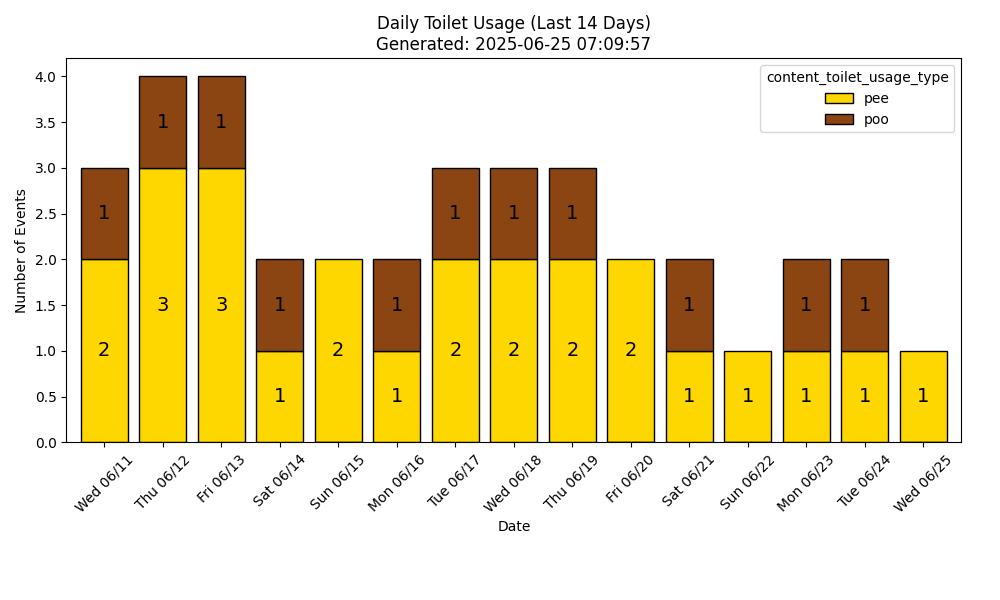 Daily Toilet Usage (Last 14 Days)
Generated: 2025-06-25 07:09:57
content_toilet_usage_type
pee
poo
Number of Events
4.0
3.5
3.0
2.5
2.0
1.5
1.0
0.5
0.0
1 1
1 1 1 1
3 3 1 1 1 1 1
2 2 2 2 2 2
1 1 1 1 1 1 1
Wed 06/11 Thu 06/12 Fri 06/13 Sat 06/14 Sun 06/15 Mon 06/16 Tue 06/17 Wed 06/18 Thu 06/19 Fri 06/20 Sat 06/21 Sun 06/22 Mon 06/23 Tue 06/24 Wed 06/25
Date